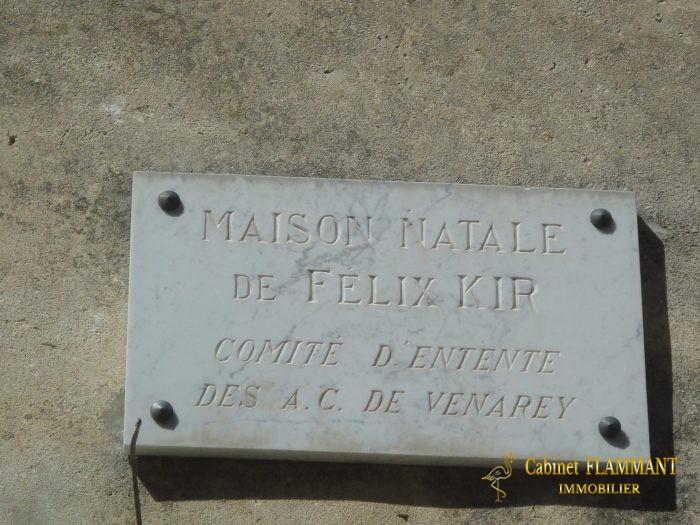 MAISON NATALE
DE FÉLIX KIR
COMITÉ D'ENTENTE
DES A.C. DE VENAREY
Cabinet FLAMMANT
IMMOBILIER